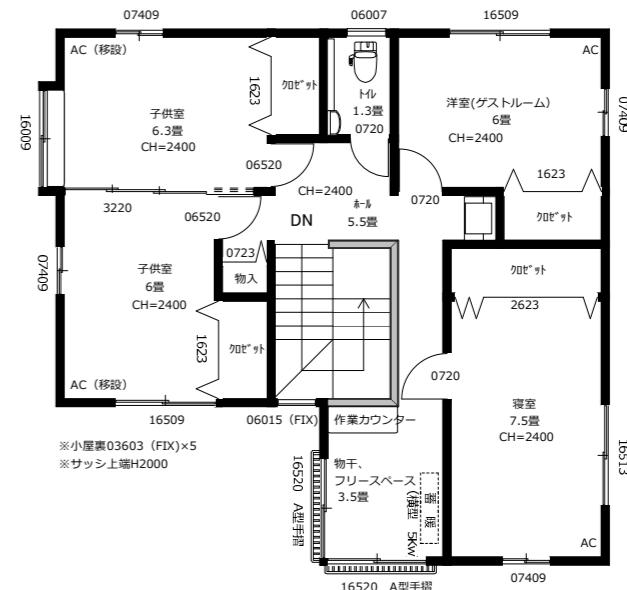 07409
06007
16509
AC（移設）
ｸﾛｾﾞｯﾄ
1623
ﾄｲﾚ
1.3畳
0720
AC
子供室
6.3畳
CH=2400
洋室(ゲストルーム）
6畳
CH=2400
07409
16009
06520
CH=2400
ﾎｰﾙ
5.5畳
0720
1623
ｸﾛｾﾞｯﾄ
3220
06520
DN
0723
物入
07409
子供室
6畳
CH=2400
1623
ｸﾛｾﾞｯﾄ
ｸﾛｾﾞｯﾄ
2623
AC（移設）
0720
寝室
7.5畳
CH=2400
16509
06015（FIX）
作業カウンター
※小屋裏03603（FIX)×5
※サッシ上端H2000
16520　A型手摺
物干、
フリースペース
3.5畳
蓄暖
(横型　5Kw)
16513
AC
16520　A型手摺
07409